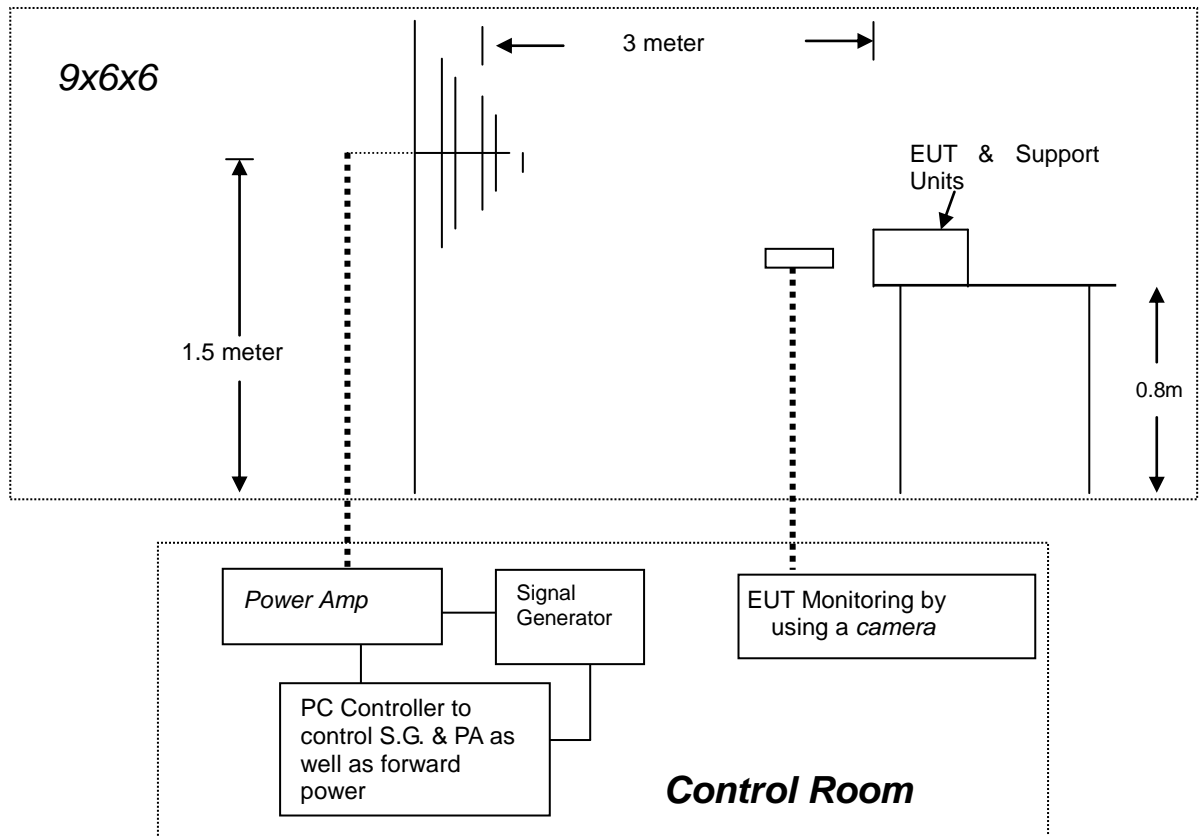 3 meter
9x6x6
EUT & Support
Units
1.5 meter
0.8m
Power Amp
Signal
Generator
EUT Monitoring by
using a camera
PC Controller to
control S.G. & PA as
well as forward
power
Control Room